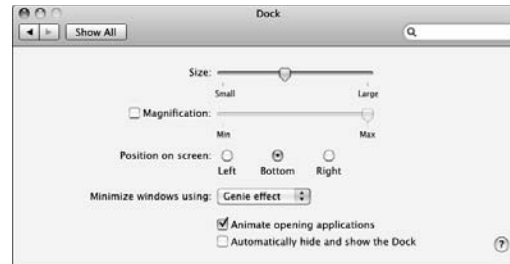 Dock
Show All
Size:
Small Large
Magnification:
Min Max
Position on screen:
Left Bottom Right
Minimize windows using: Genie effect
Animate opening applications
Automatically hide and show the Dock
?